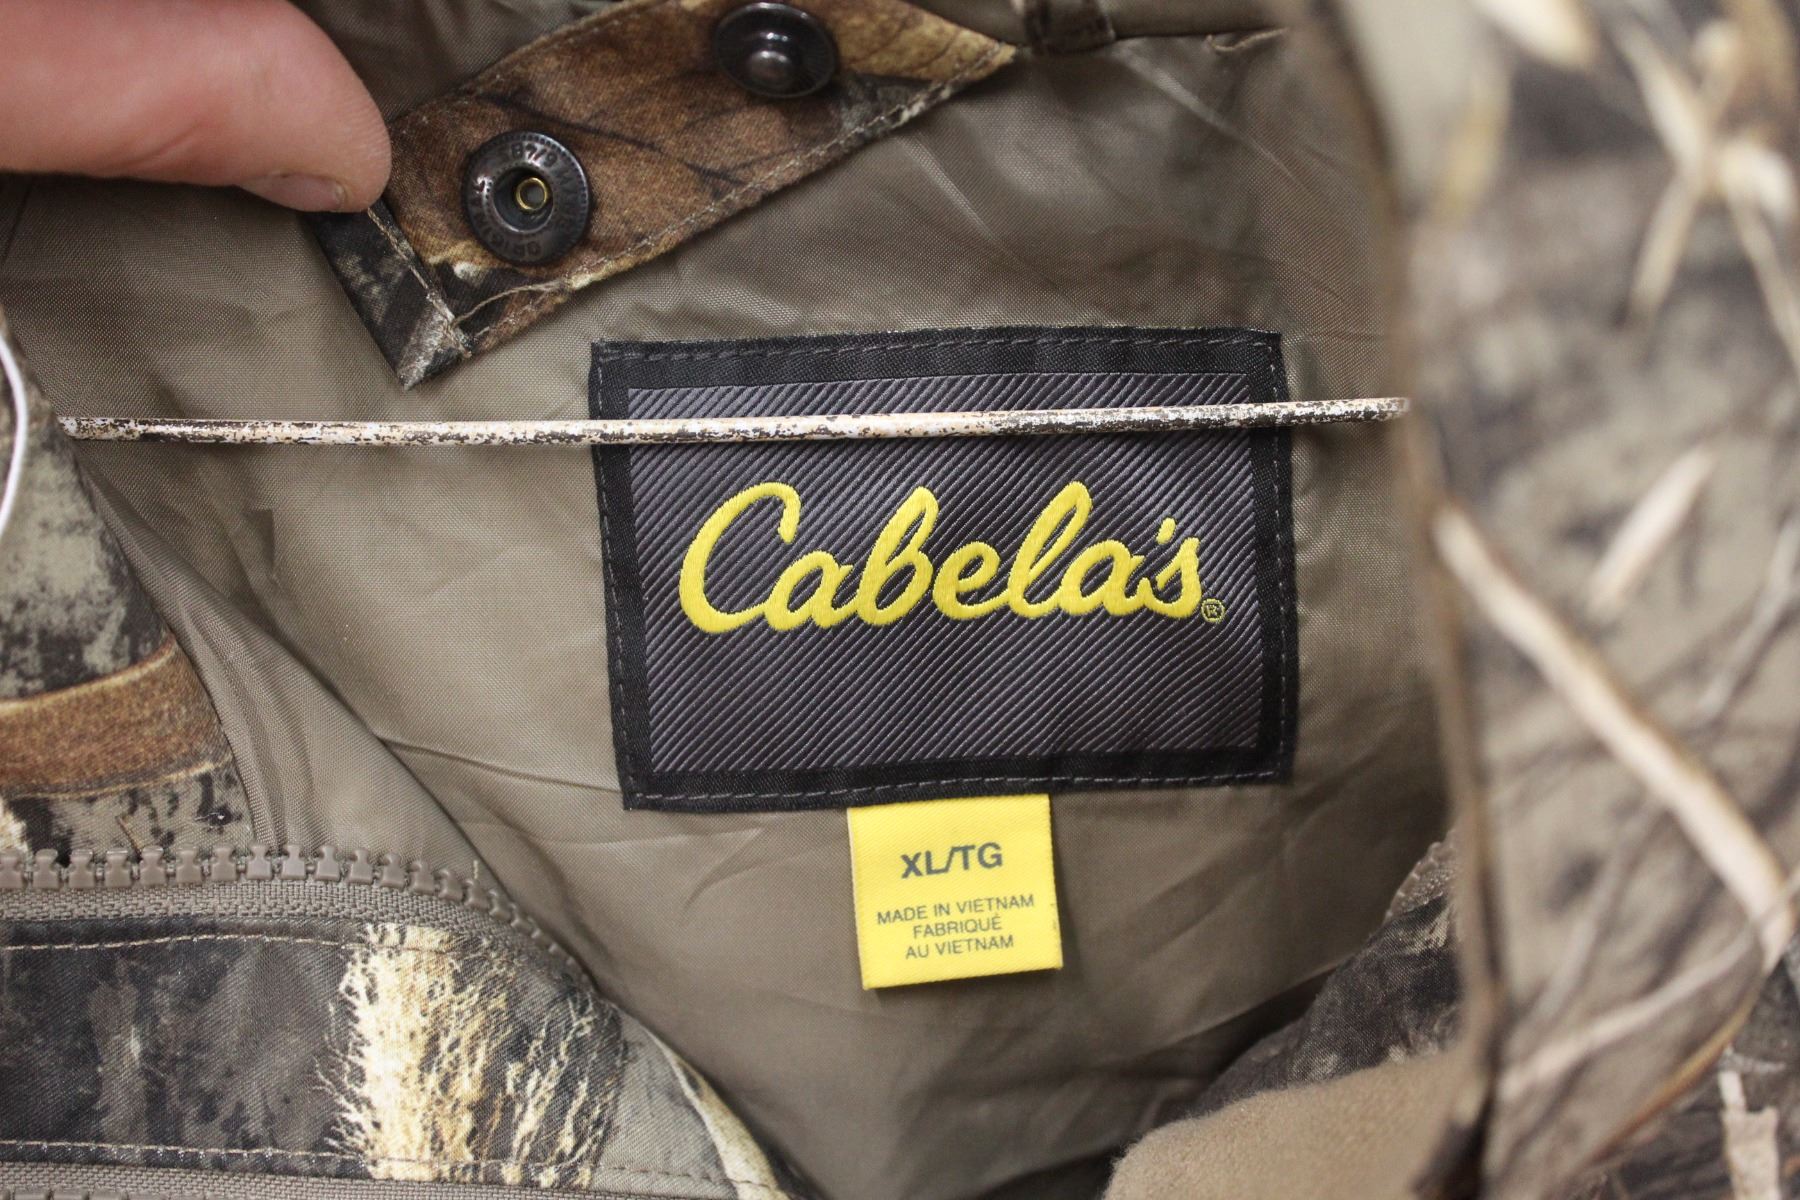 Cabela's®
XL/TG
MADE IN VIETNAM
FABRIQUÉ
AU VIETNAM